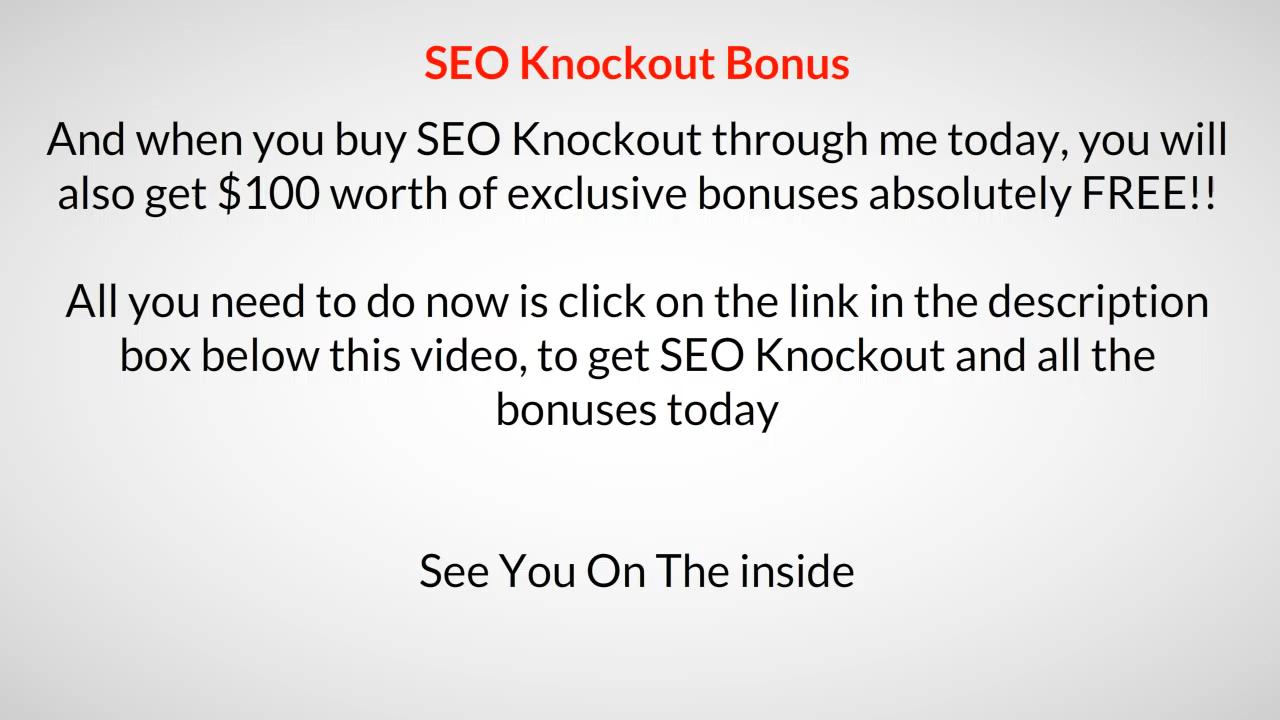 SEO Knockout Bonus
And when you buy SEO Knockout through me today, you will
also get $100 worth of exclusive bonuses absolutely FREE!!
All you need to do now is click on the link in the description
box below this video, to get SEO Knockout and all the
bonuses today
See You On The inside